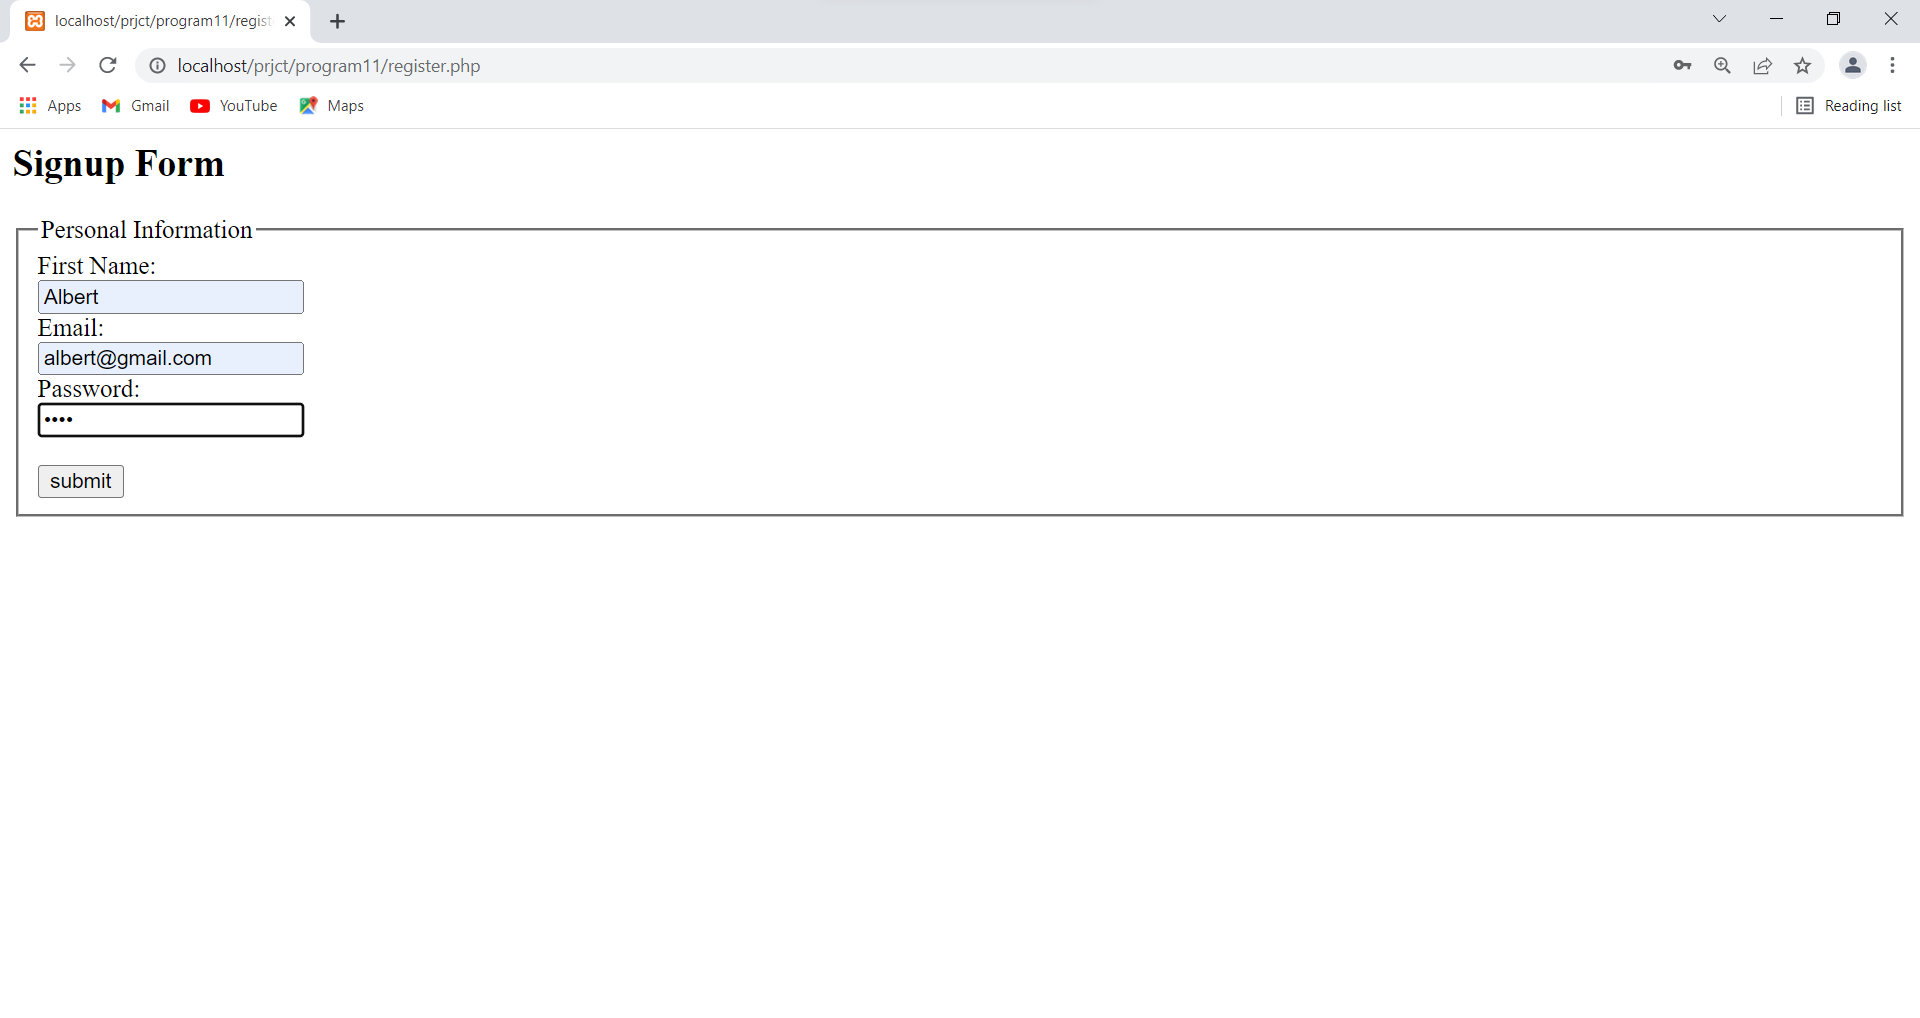 localhost/prjct/program11/regist
localhost/prjct/program11/register.php
Apps Gmail YouTube Maps Reading list
Signup Form
Personal Information
First Name:
Albert
Email:
albert@gmail.com
Password:
••••
submit